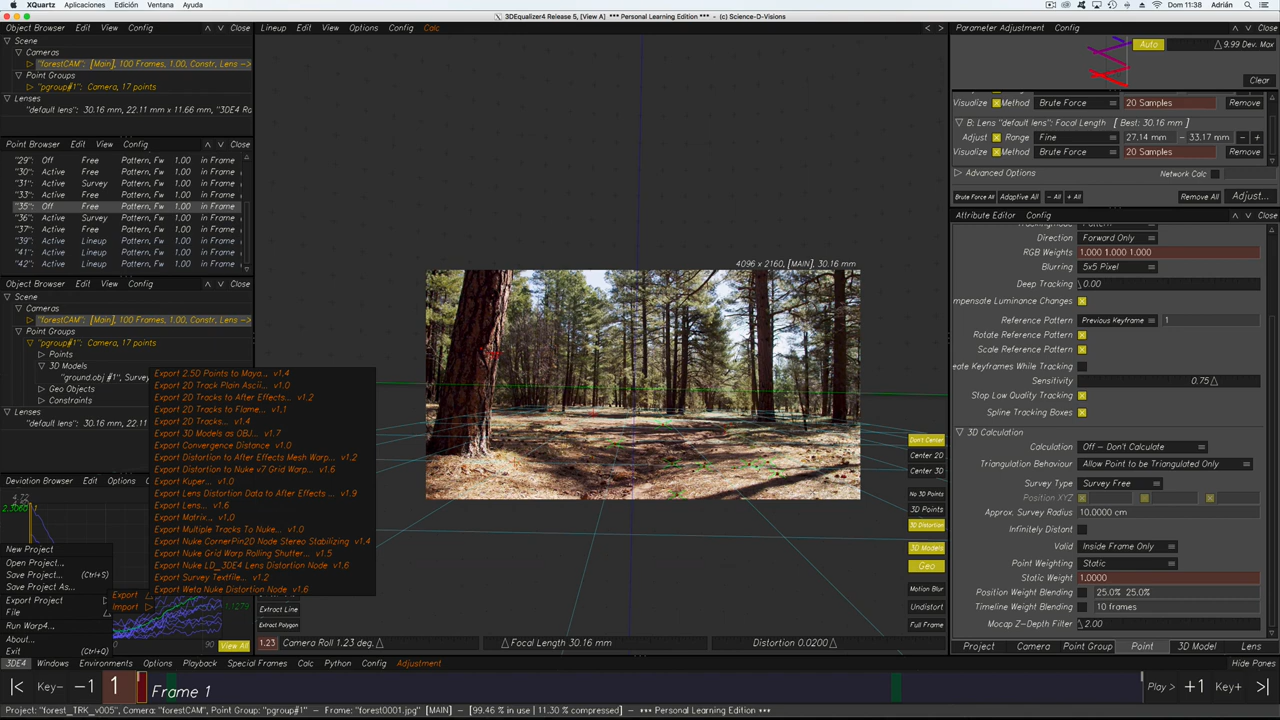 XQuartz Aplicaciones Edición Ventana Ayuda
Dom 11:38 Adrián
3DEqualizer4 Release 5, [View A] *** Personal Learning Edition *** (c) Science-D-Visions
Object Browser Edit View Config Close
Scene
Cameras
"forestCAM": [Main], 100 Frames, 1.00, Constr, Lens ->
Point Groups
"pgroup#1": Camera, 17 points
Lenses
"default lens": 30.16 mm, 22.11 mm x 11.66 mm, "3DE4 Ro
Point Browser Edit View Config Close
"29": Off Free Pattern, Fw 1.00 in Frame
"30": Active Free Pattern, Fw 1.00 in Frame
"31": Active Survey Pattern, Fw 1.00 in Frame
"33": Active Free Pattern, Fw 1.00 in Frame
"35": Off Free Pattern, Fw 1.00 in Frame
"36": Active Survey Pattern, Fw 1.00 in Frame
"37": Active Free Pattern, Fw 1.00 in Frame
"39": Active Lineup Pattern, Fw 1.00 in Frame
"41": Active Lineup Pattern, Fw 1.00 in Frame
"42": Active Lineup Pattern, Fw 1.00 in Frame
Object Browser Edit View Config Close
Scene
Cameras
"forestCAM": [Main], 100 Frames, 1.00, Constr, Lens ->
Point Groups
"pgroup#1": Camera, 17 points
Points
3D Models
"ground.obj #1", Survey
Geo Objects
Constraints
Lenses
"default lens": 30.16 mm, 22.11
Deviation Browser Edit View Options
4.72
2.3060
1.1279
90
View All
New Project
Open Project...
Save Project... (Ctrl+S)
Save Project As...
Export Project
File
Run Warp4...
About...
Exit (Ctrl+Q)
Export
Import
Export 2.5D Points to Maya... v1.4
Export 2D Track Plain Ascii... v1.0
Export 2D Tracks to After Effects... v1.2
Export 2D Tracks to Flame... v1.1
Export 2D Tracks... v1.4
Export 3D Models as OBJ... v1.7
Export Convergence Distance v1.0
Export Distortion to After Effects Mesh Warp... v1.2
Export Distortion to Nuke v7 Grid Warp... v1.6
Export Kuper... v1.0
Export Lens Distortion Data to After Effects ... v1.9
Export Lens... v1.6
Export Matrix... v1.0
Export Multiple Tracks To Nuke... v1.0
Export Nuke CornerPin2D Node Stereo Stabilizing v1.4
Export Nuke Grid Warp Rolling Shutter... v1.5
Export Nuke LD_3DE4 Lens Distortion Node v1.6
Export Survey Textfile... v1.2
Export Weta Nuke Distortion Node v1.6
Lineup Edit View Options Config Calc
4096 x 2160, [MAIN], 30.16 mm
Don't Center
Center 2D
Center 3D
No 3D Points
3D Points
3D Distortion
3D Models
Geo
Motion Blur
Undistort
Full Frame
Extract Line
Extract Polygon
1.23 Camera Roll 1.23 deg. Focal Length 30.16 mm Distortion 0.0200
Parameter Adjustment Config Close
Auto 9.99 Dev. Max
Clear
Visualize Method Brute Force 20 Samples Remove
B: Lens "default lens": Focal Length [ Best: 30.16 mm ]
Adjust Range Fine 27.14 mm - 33.17 mm - +
Visualize Method Brute Force 20 Samples Remove
Advanced Options Network Calc
Brute Force All Adaptive All - All + All Remove All Adjust...
Attribute Editor Config Close
Direction Forward Only
RGB Weights 1.000 1.000 1.000
Blurring 5x5 Pixel
Deep Tracking 0.00
mpensate Luminance Changes
Reference Pattern Previous Keyframe 1
Rotate Reference Pattern
Scale Reference Pattern
reate Keyframes While Tracking
Sensitivity 0.75
Stop Low Quality Tracking
Spline Tracking Boxes
3D Calculation
Calculation Off – Don't Calculate
Triangulation Behaviour Allow Point to be Triangulated Only
Survey Type Survey Free
Position XYZ
Approx. Survey Radius 10.0000 cm
Infinitely Distant
Valid Inside Frame Only
Positioning Static
Static Weight 1.0000
Position Weight Blending 25.0% 25.0%
Timeline Weight Blending 10 frames
Mocap Z-Depth Filter 2.00
Project Camera Point Group Point 3D Model Lens
3DE4 Windows Environments Options Playback Special Frames Calc Python Config Adjustment Hide Panes
|< Key- -1 1 Frame 1 Play > +1 Key+ >|
Project: "forest_TRK_v005", Camera: "forestCAM", Point Group: "pgroup#1" – Frame: "forest0001.jpg" [MAIN] – [99.46 % in use | 11.30 % compressed] – *** Personal Learning Edition ***